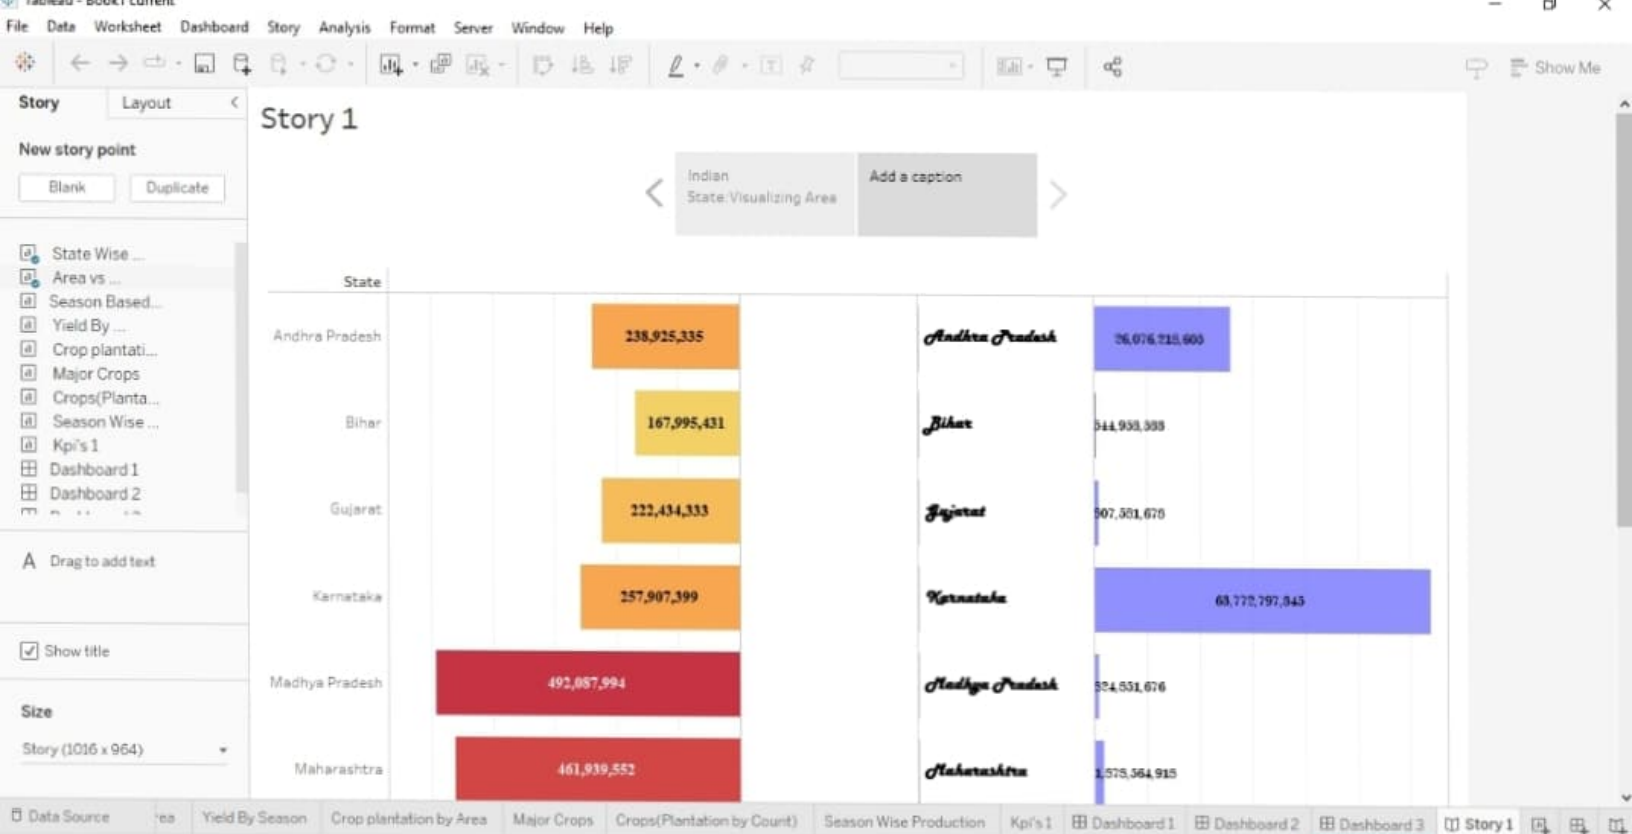 Tableau - Book1 current
File Data Worksheet Dashboard Story Analysis Format Server Window Help
Show Me
Story Layout
New story point
Blank Duplicate
State Wise ...
Area vs ...
Season Based...
Yield By ...
Crop plantati...
Major Crops
Crops(Planta...
Season Wise ...
Kpi's 1
Dashboard 1
Dashboard 2
A Drag to add text
Show title
Size
Story (1016 x 964)
Story 1
Indian
State:Visualizing Area
Add a caption
State
Andhra Pradesh 238,925,335 Andhra Pradesh
Bihar 167,995,431 Bihar
Gujarat 222,434,333 Gujarat
Karnataka 257,907,399 Karnataka
Madhya Pradesh 492,087,994 Madhya Pradesh
Maharashtra 461,939,552 Maharashtra
Data Source Yield By Season Crop plantation by Area Major Crops Crops(Plantation by Count) Season Wise Production Kpi's 1 Dashboard 1 Dashboard 2 Dashboard 3 Story 1